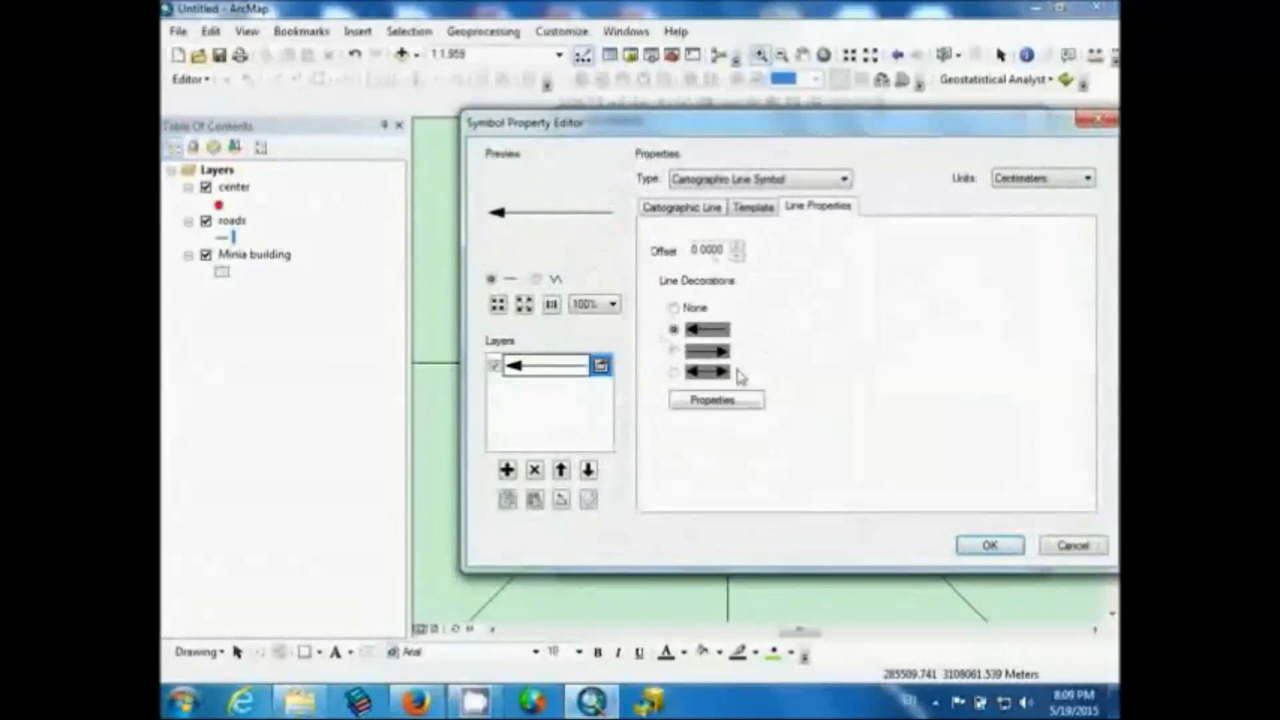 Untitled - ArcMap
File Edit View Bookmarks Insert Selection Geoprocessing Customize Windows Help
1:1.959
Editor Geostatistical Analyst
Table Of Contents
Layers
center
roads
Minia building
Symbol Property Editor
Preview
100%
Layers
Properties:
Type: Cartographic Line Symbol Units: Centimeters
Cartographic Line Template Line Properties
Offset 0.0000
Line Decorations
None
Properties...
OK Cancel
Drawing A Arial 10 B I U A
285509.741 3108061.539 Meters
8:09 PM
5/19/2015